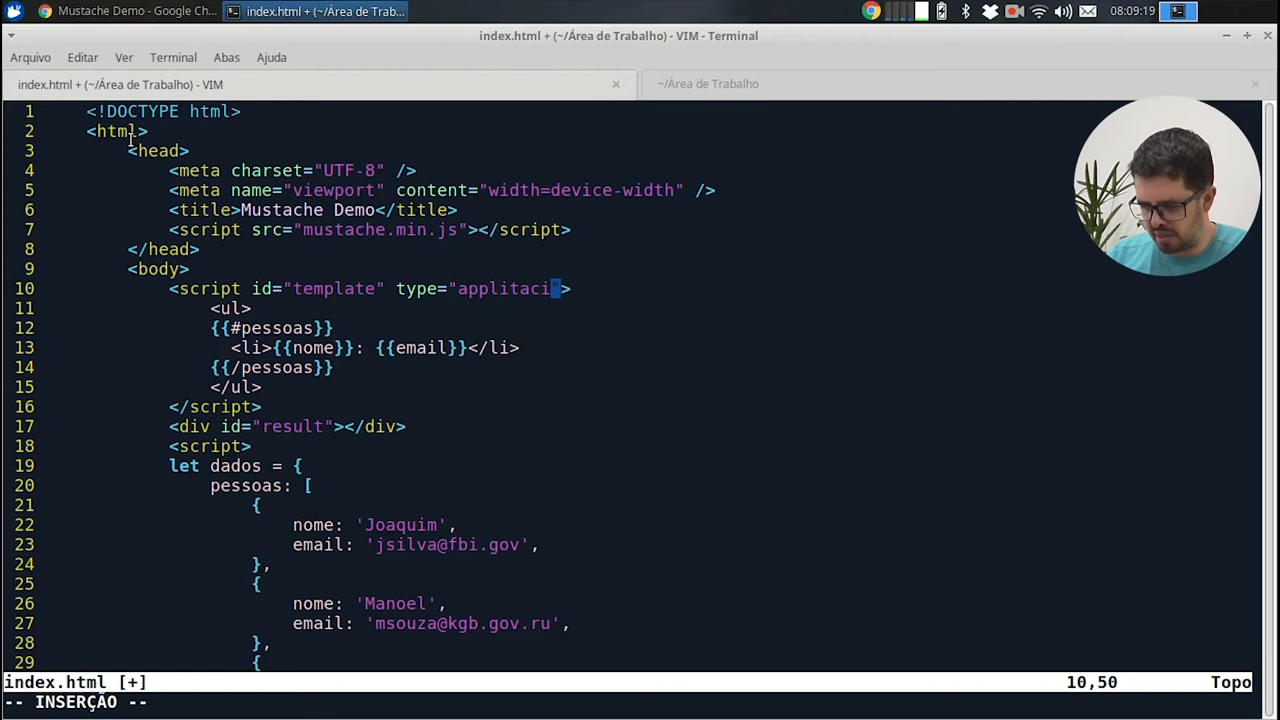 Mustache Demo - Google Ch... index.html + (~/Área de Trab... 08:09:19
index.html + (~/Área de Trabalho) - VIM - Terminal
Arquivo Editar Ver Terminal Abas Ajuda
index.html + (~/Área de Trabalho) - VIM ~/Área de Trabalho
1 <!DOCTYPE html>
2 <html>
3 <head>
4 <meta charset="UTF-8" />
5 <meta name="viewport" content="width=device-width" />
6 <title>Mustache Demo</title>
7 <script src="mustache.min.js"></script>
8 </head>
9 <body>
10 <script id="template" type="applitaci">
11 <ul>
12 {{#pessoas}}
13 <li>{{nome}}: {{email}}</li>
14 {{/pessoas}}
15 </ul>
16 </script>
17 <div id="result"></div>
18 <script>
19 let dados = {
20 pessoas: [
21 {
22 nome: 'Joaquim',
23 email: 'jsilva@fbi.gov',
24 },
25 {
26 nome: 'Manoel',
27 email: 'msouza@kgb.gov.ru',
28 },
29 {
index.html [+] 10,50 Topo
-- INSERÇÃO --